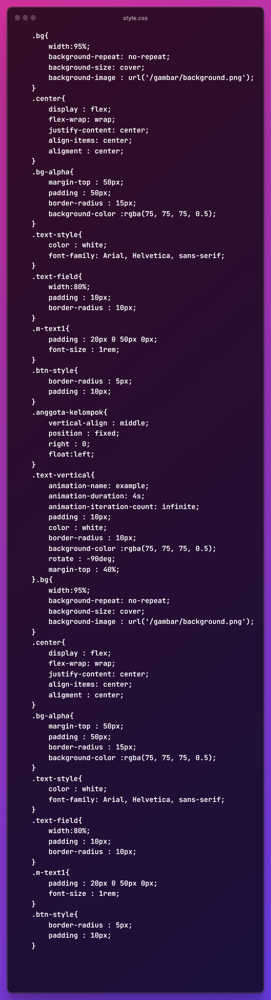 style.css
.bg{
    width:95%;
    background-repeat: no-repeat;
    background-size: cover;
    background-image : url('/gambar/background.png');
}
.center{
    display : flex;
    flex-wrap: wrap;
    justify-content: center;
    align-items: center;
    aligment : center;
}
.bg-alpha{
    margin-top : 50px;
    padding : 50px;
    border-radius : 15px;
    background-color :rgba(75, 75, 75, 0.5);
}
.text-style{
    color : white;
    font-family: Arial, Helvetica, sans-serif;
}
.text-field{
    width:80%;
    padding : 10px;
    border-radius : 10px;
}
.m-text1{
    padding : 20px 0 50px 0px;
    font-size : 1rem;
}
.btn-style{
    border-radius : 5px;
    padding : 10px;
}
.anggota-kelompok{
    vertical-align : middle;
    position : fixed;
    right : 0;
    float:left;
}
.text-vertical{
    animation-name: example;
    animation-duration: 4s;
    animation-iteration-count: infinite;
    padding : 10px;
    color : white;
    border-radius : 10px;
    background-color :rgba(75, 75, 75, 0.5);
    rotate : -90deg;
    margin-top : 40%;
}.bg{
    width:95%;
    background-repeat: no-repeat;
    background-size: cover;
    background-image : url('/gambar/background.png');
}
.center{
    display : flex;
    flex-wrap: wrap;
    justify-content: center;
    align-items: center;
    aligment : center;
}
.bg-alpha{
    margin-top : 50px;
    padding : 50px;
    border-radius : 15px;
    background-color :rgba(75, 75, 75, 0.5);
}
.text-style{
    color : white;
    font-family: Arial, Helvetica, sans-serif;
}
.text-field{
    width:80%;
    padding : 10px;
    border-radius : 10px;
}
.m-text1{
    padding : 20px 0 50px 0px;
    font-size : 1rem;
}
.btn-style{
    border-radius : 5px;
    padding : 10px;
}